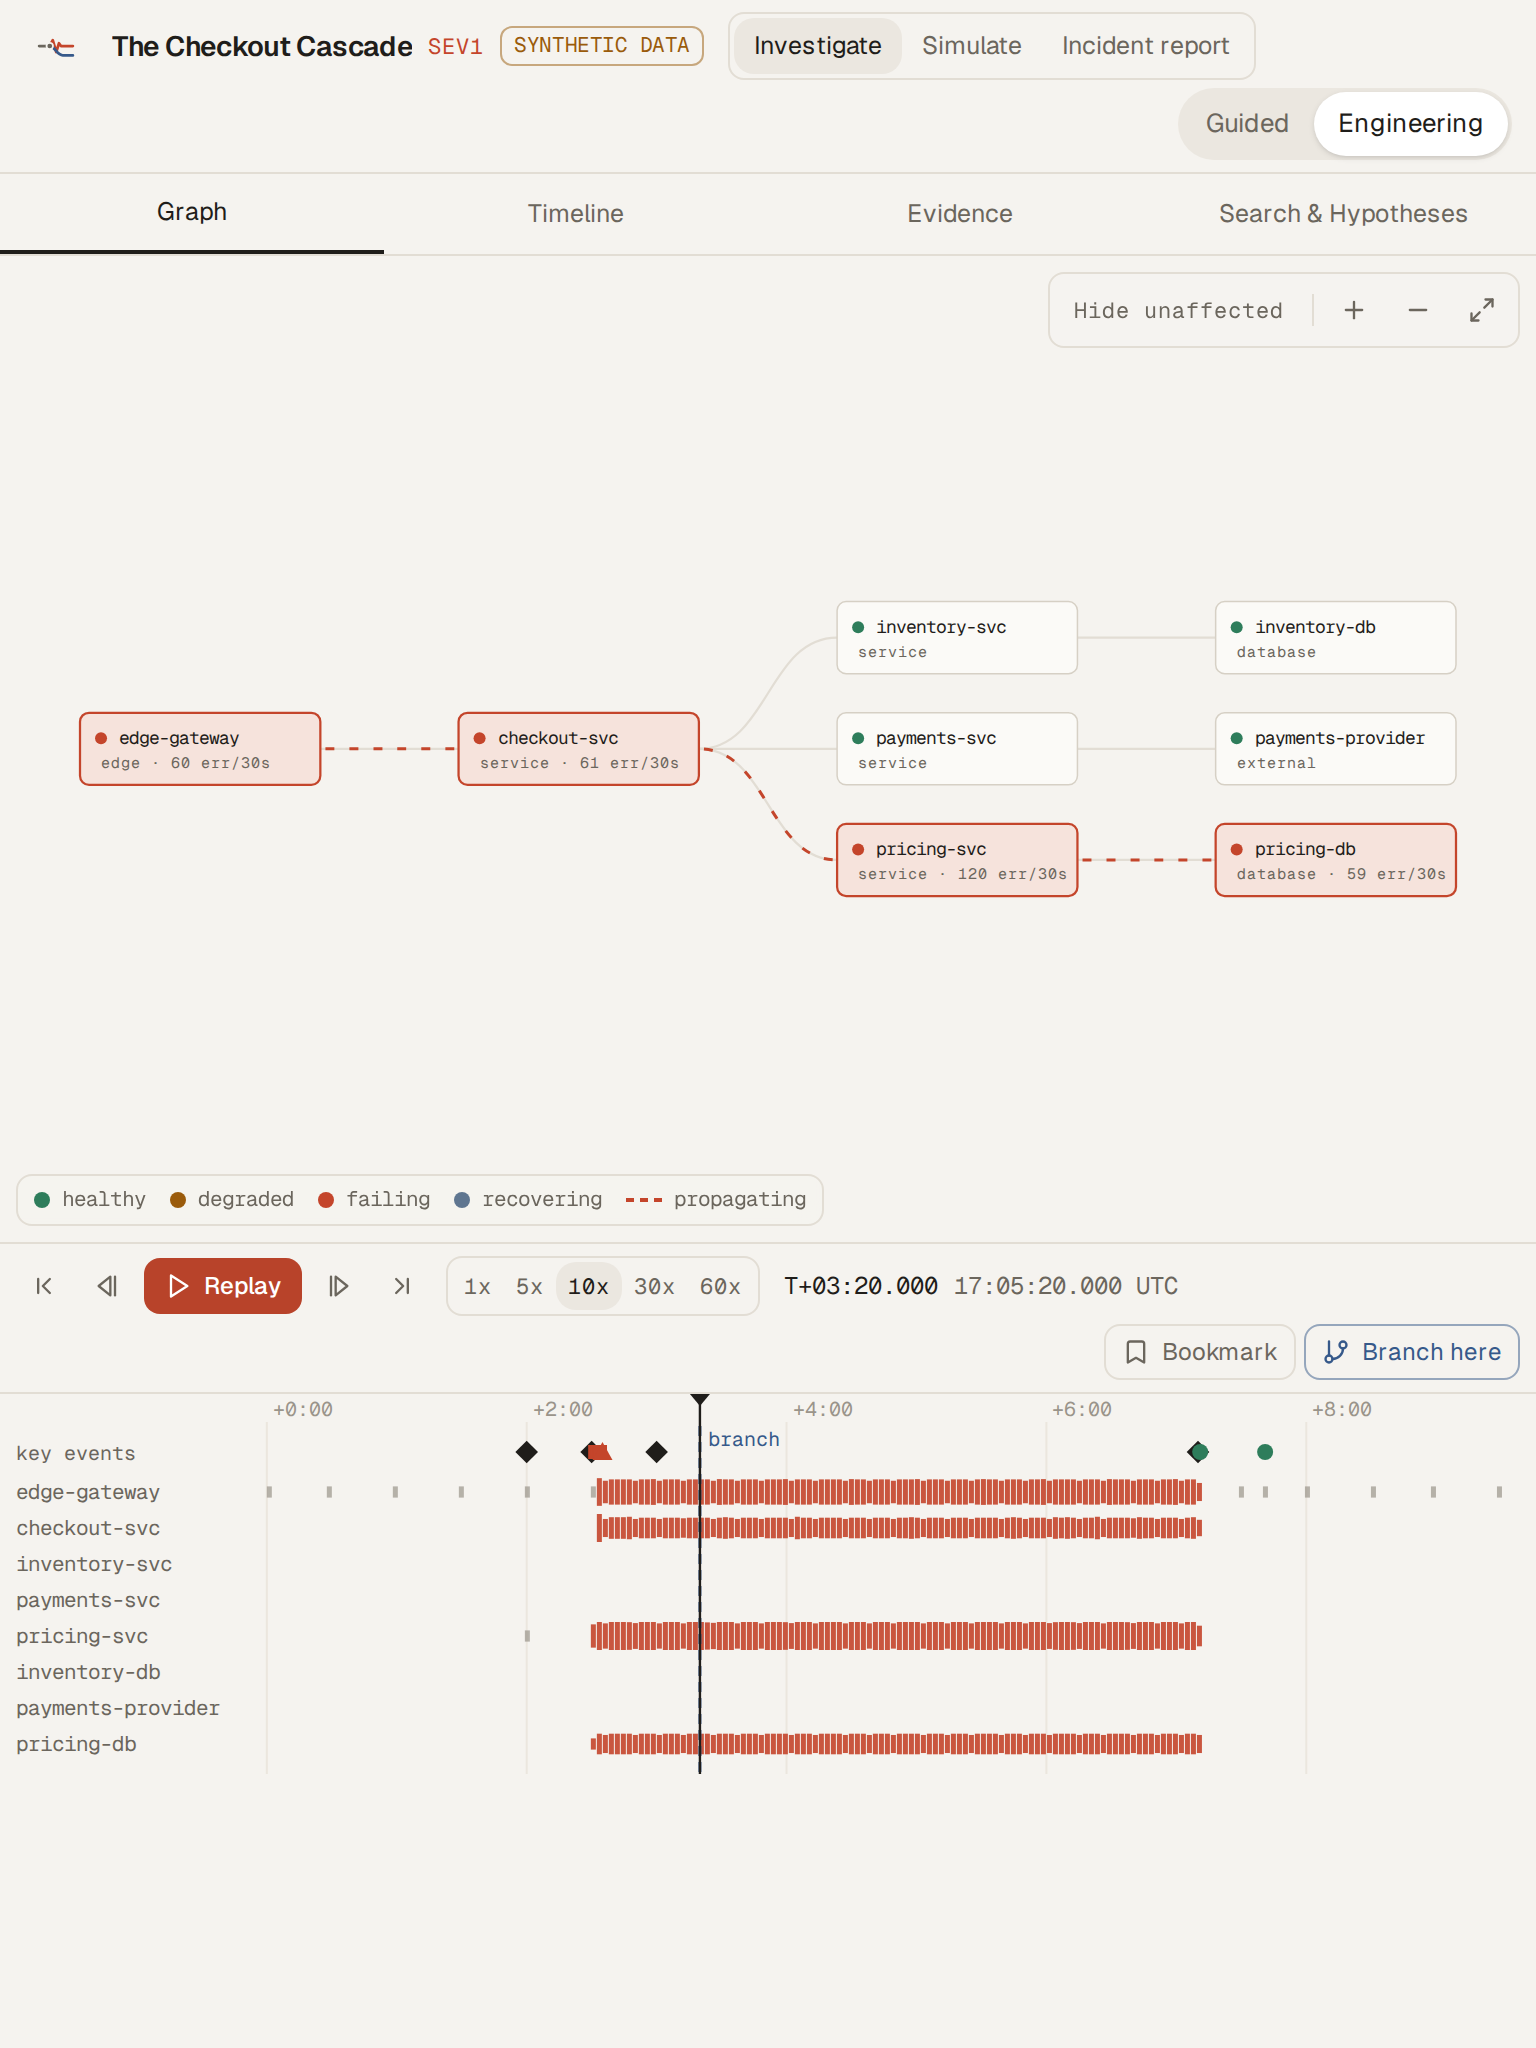 The Checkout Cascade SEV1 SYNTHETIC DATA Investigate Simulate Incident report
Guided Engineering
Graph Timeline Evidence Search & Hypotheses
Hide unaffected
inventory-svc
service
inventory-db
database
edge-gateway
edge · 60 err/30s
checkout-svc
service · 61 err/30s
payments-svc
service
payments-provider
external
pricing-svc
service · 120 err/30s
pricing-db
database · 59 err/30s
healthy degraded failing recovering propagating
Replay 1x 5x 10x 30x 60x T+03:20.000 17:05:20.000 UTC
Bookmark Branch here
+0:00 +2:00 +4:00 +6:00 +8:00
branch
key events
edge-gateway
checkout-svc
inventory-svc
payments-svc
pricing-svc
inventory-db
payments-provider
pricing-db